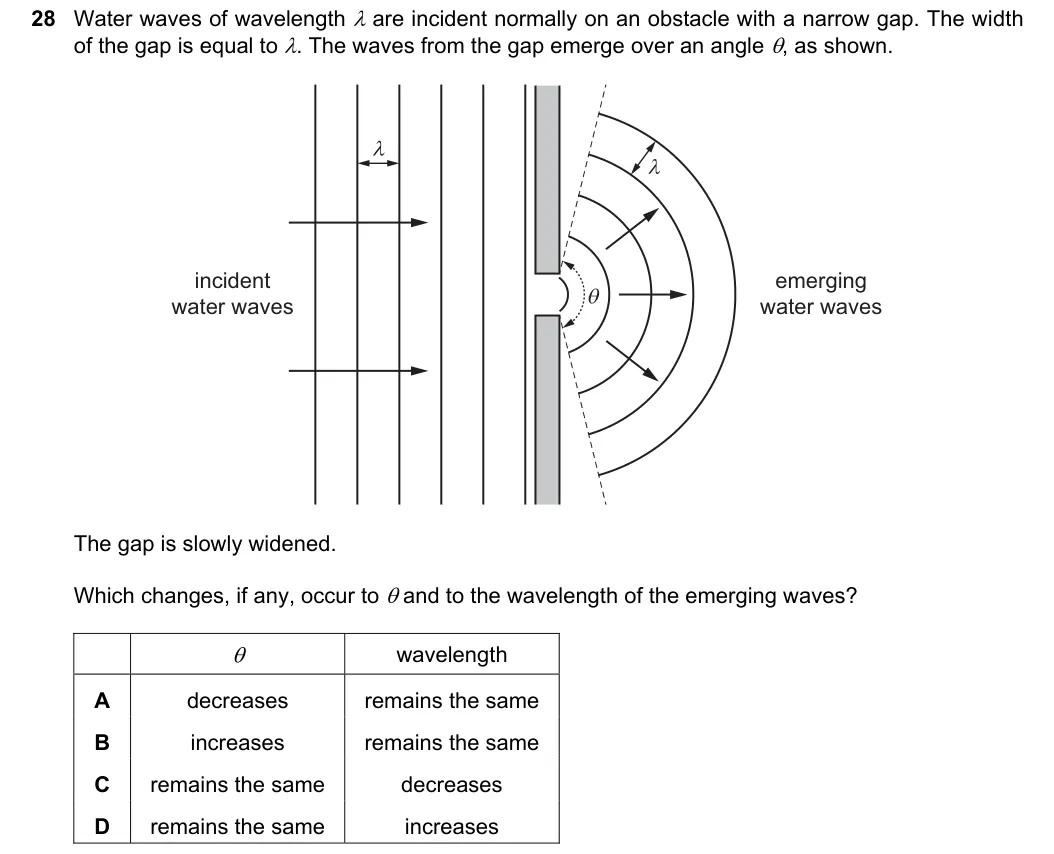 28 Water waves of wavelength λ are incident normally on an obstacle with a narrow gap. The width
of the gap is equal to λ. The waves from the gap emerge over an angle θ, as shown.
λ
λ
incident
water waves
θ
emerging
water waves
The gap is slowly widened.
Which changes, if any, occur to θ and to the wavelength of the emerging waves?
θ wavelength
A decreases remains the same
B increases remains the same
C remains the same decreases
D remains the same increases